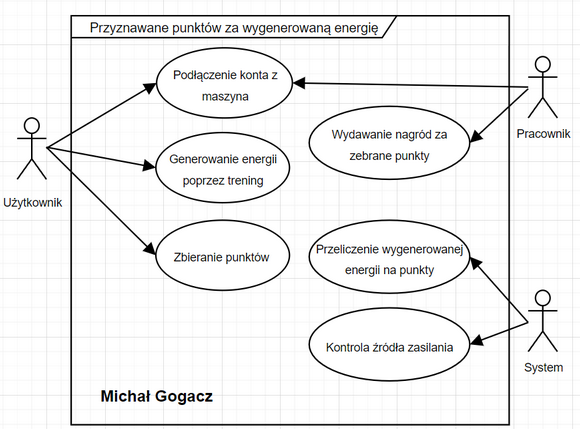 Przyznawane punktów za wygenerowaną energię
Podłączenie konta z
maszyna
Wydawanie nagród za
zebrane punkty
Pracownik
Generowanie energii
poprzez trening
Użytkownik
Zbieranie punktów
Przeliczenie wygenerowanej
energii na punkty
Kontrola źródła zasilania
System
Michał Gogacz